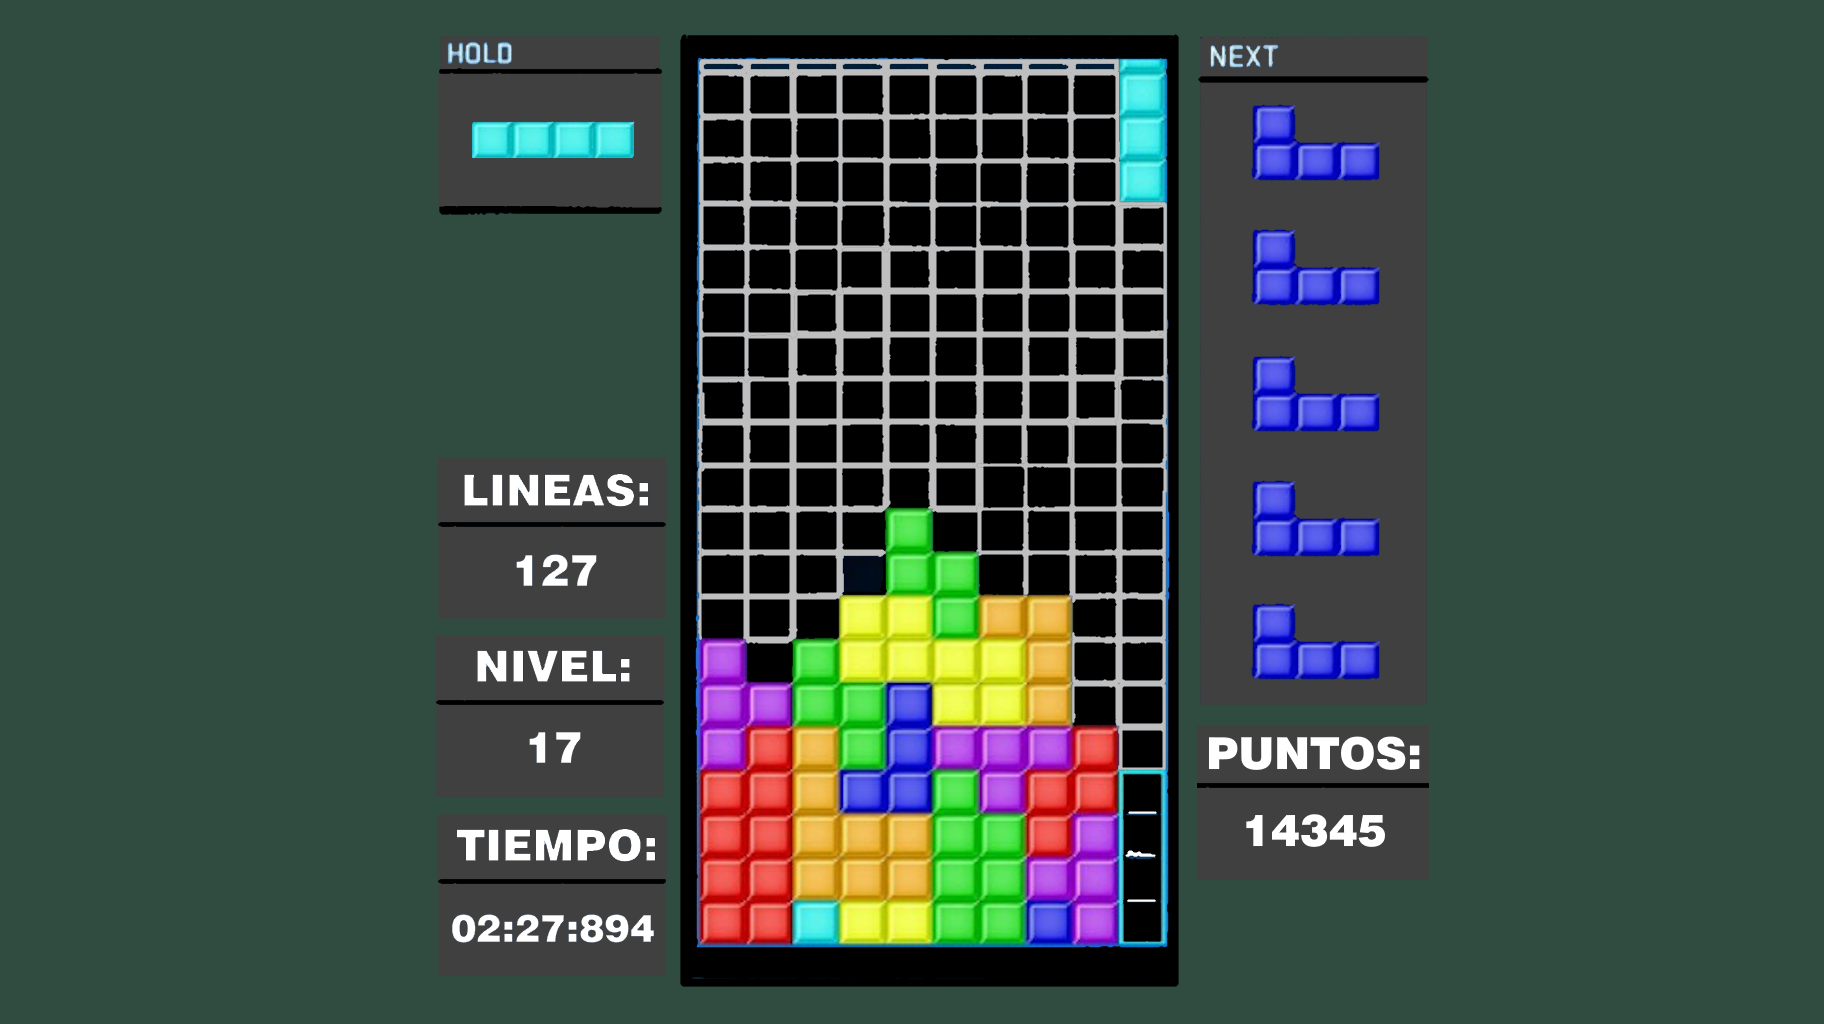 HOLD
NEXT
LINEAS:
127
NIVEL:
17
TIEMPO:
02:27:894
PUNTOS:
14345